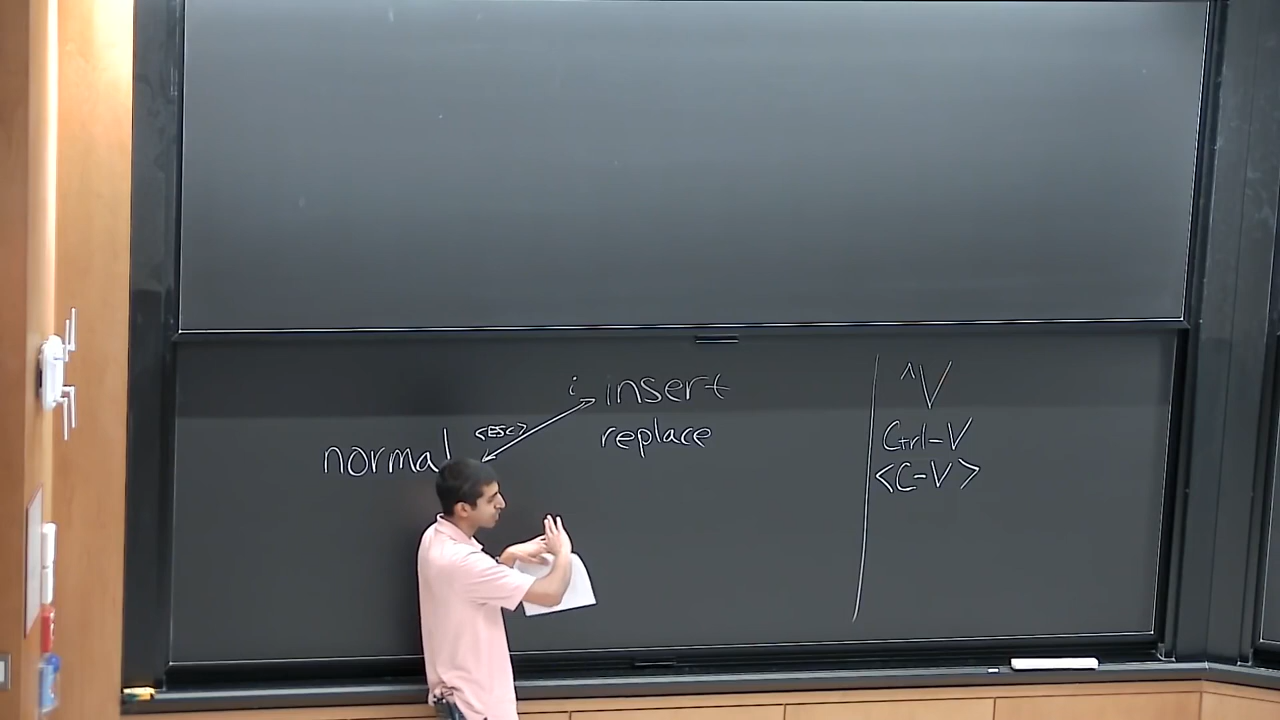 i insert
<ESC>
replace
normal
^V
Ctrl-V
<C-V>